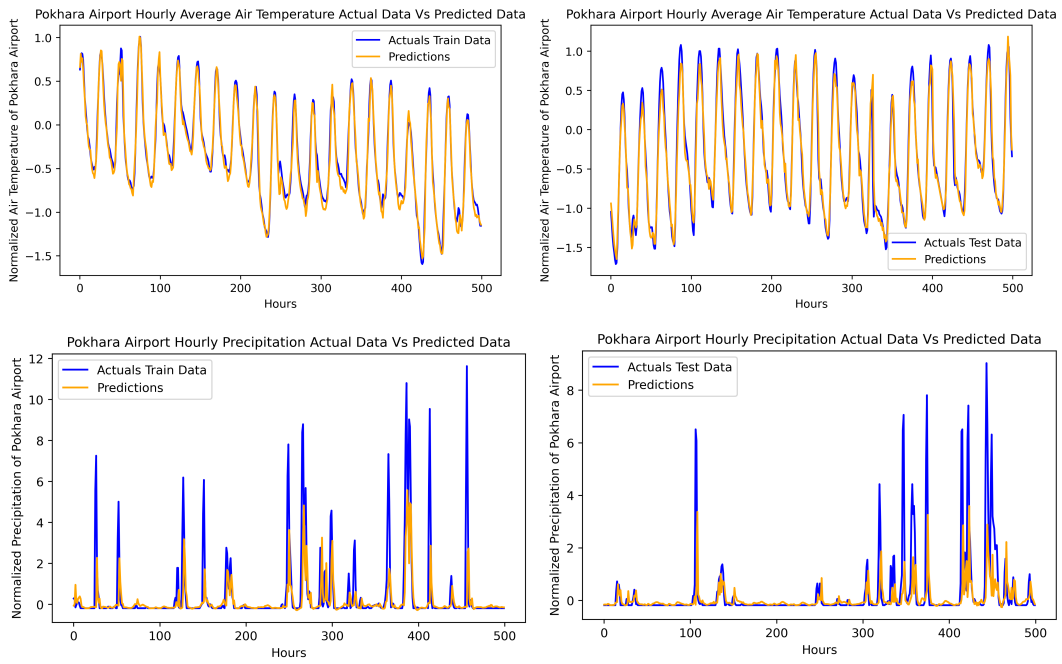 Pokhara Airport Hourly Average Air Temperature Actual Data Vs Predicted Data
Normalized Air Temperature of Pokhara Airport
1.0
0.5
0.0
−0.5
−1.0
−1.5
Actuals Train Data
Predictions
0 100 200 300 400 500
Hours
Pokhara Airport Hourly Average Air Temperature Actual Data Vs Predicted Data
Normalized Air Temperature of Pokhara Airport
1.0
0.5
0.0
−0.5
−1.0
−1.5
Actuals Test Data
Predictions
0 100 200 300 400 500
Hours
Pokhara Airport Hourly Precipitation Actual Data Vs Predicted Data
Normalized Precipitation of Pokhara Airport
12
10
8
6
4
2
0
Actuals Train Data
Predictions
0 100 200 300 400 500
Hours
Pokhara Airport Hourly Precipitation Actual Data Vs Predicted Data
Normalized Precipitation of Pokhara Airport
8
6
4
2
0
Actuals Test Data
Predictions
0 100 200 300 400 500
Hours